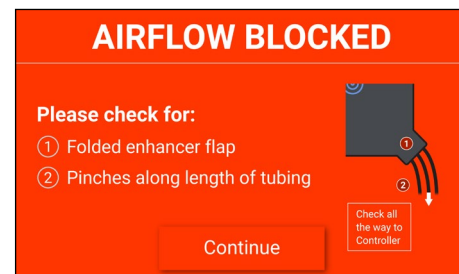 AIRFLOW BLOCKED
Please check for:
1 Folded enhancer flap
2 Pinches along length of tubing
1
2
Check all
the way to
Controller
Continue